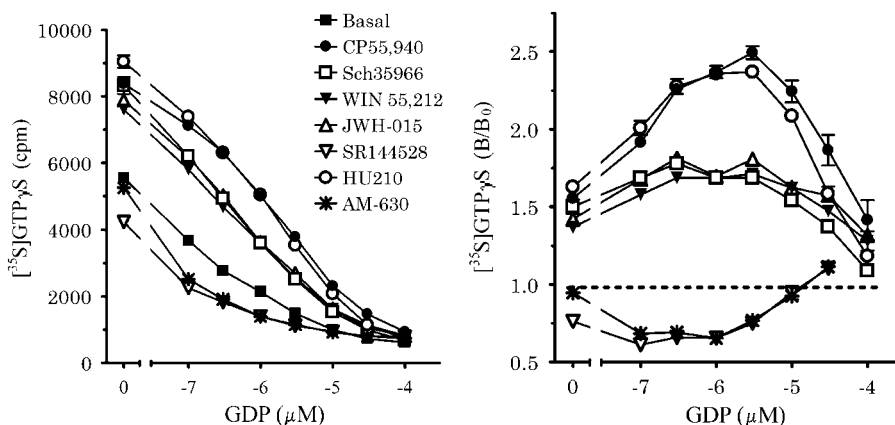 [³⁵S]GTPγS (cpm)
10000
8000
6000
4000
2000
0
0
-7
-6
-5
-4
GDP (μM)
Basal
CP55,940
Sch35966
WIN 55,212
JWH-015
SR144528
HU210
AM-630
[³⁵S]GTPγS (B/B₀)
2.5
2.0
1.5
1.0
0.5
0
-7
-6
-5
-4
GDP (μM)